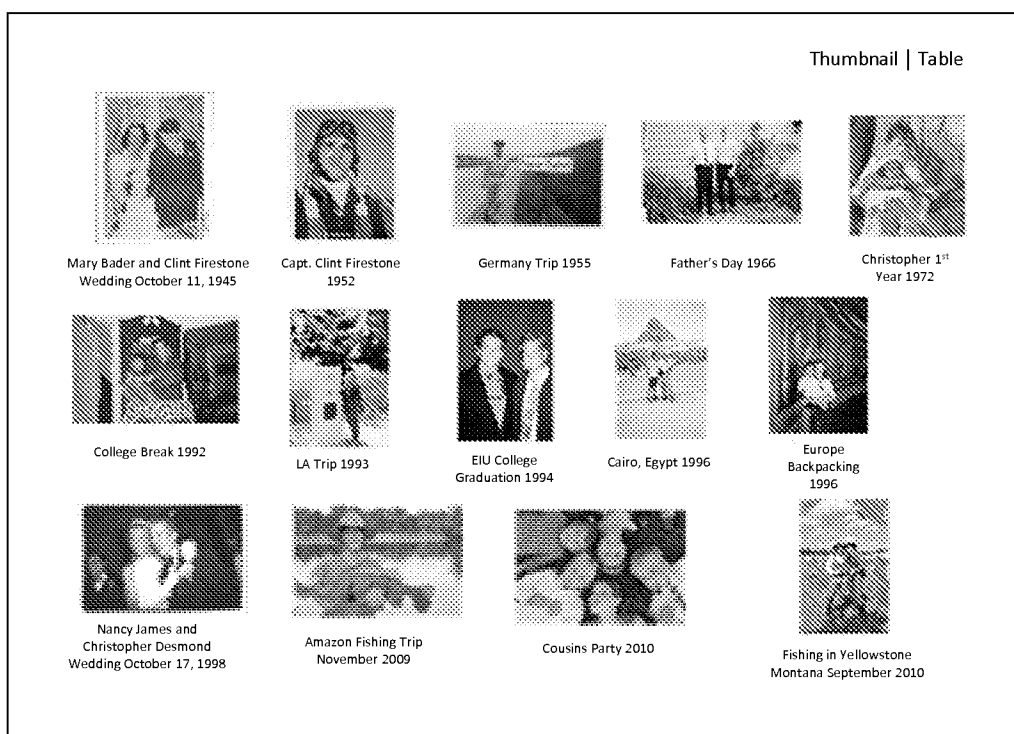 Thumbnail | Table
Mary Bader and Clint Firestone
Wedding October 11, 1945
Capt. Clint Firestone
1952
Germany Trip 1955
Father's Day 1966
Christopher 1st
Year 1972
College Break 1992
LA Trip 1993
EIU College
Graduation 1994
Cairo, Egypt 1996
Europe
Backpacking
1996
Nancy James and
Christopher Desmond
Wedding October 17, 1998
Amazon Fishing Trip
November 2009
Cousins Party 2010
Fishing in Yellowstone
Montana September 2010